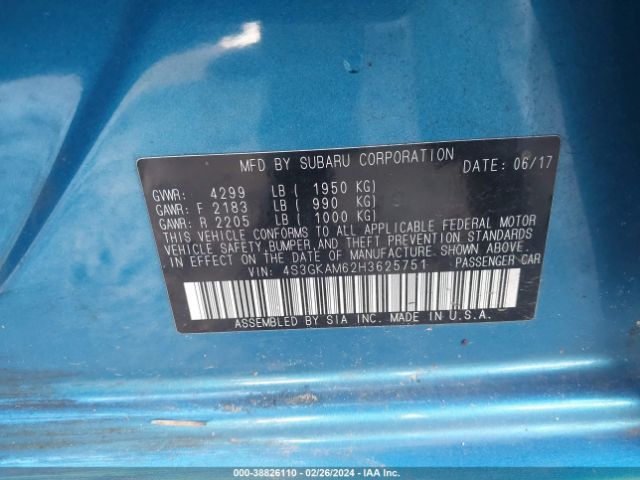 MFD BY SUBARU CORPORATION DATE: 06/17
GVWR: 4299 LB ( 1950 KG)
GAWR: F 2183 LB ( 990 KG)
GAWR: R 2205 LB ( 1000 KG)
THIS VEHICLE CONFORMS TO ALL APPLICABLE FEDERAL MOTOR
VEHICLE SAFETY, BUMPER, AND THEFT PREVENTION STANDARDS
IN EFFECT ON THE DATE OF MANUFACTURE SHOWN ABOVE.
VIN: 4S3GKAM62H3625751 PASSENGER CAR
ASSEMBLED BY SIA INC. MADE IN U.S.A.
000-38826110 - 02/26/2024 - IAAI.COM